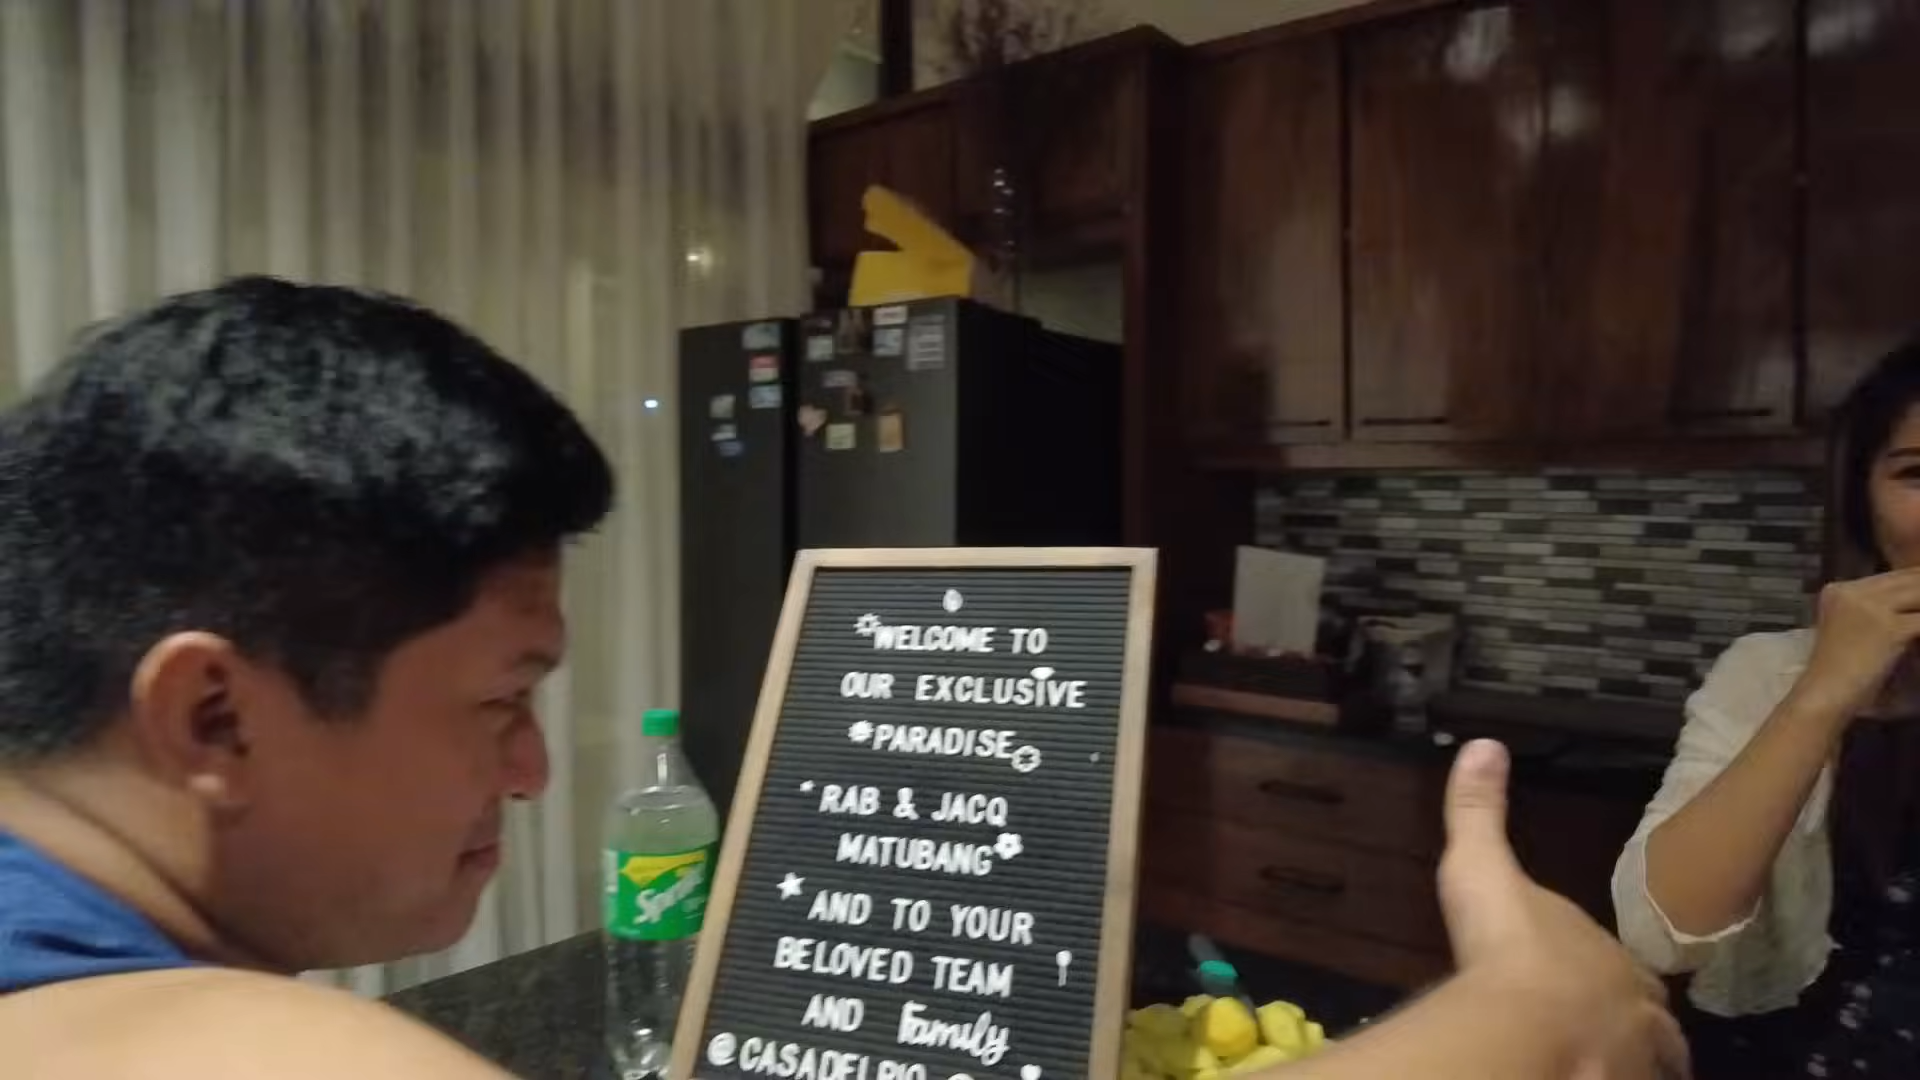 WELCOME TO
OUR EXCLUSIVE
PARADISE
RAB & JACQ
MATUBANG
AND TO YOUR
BELOVED TEAM
AND family
@CASADELRIO
Sprite